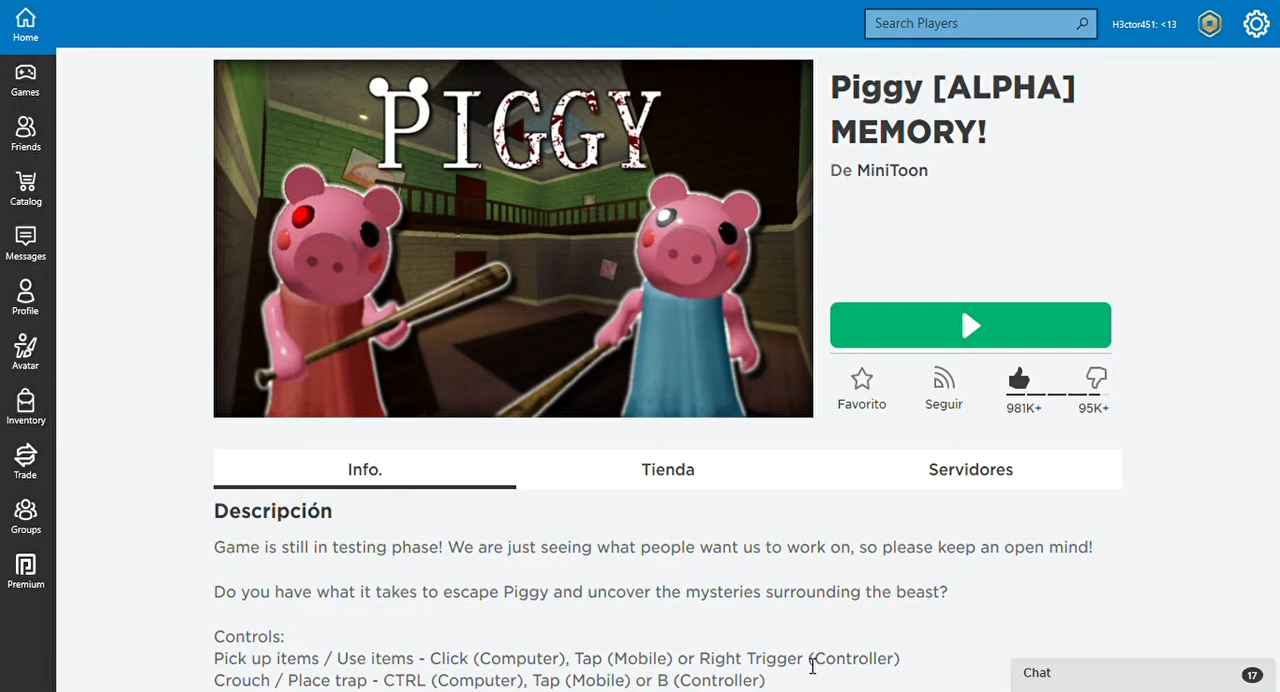 Home
Search Players
H3ctor451: <13
Games
Friends
Catalog
Messages
Profile
Avatar
Inventory
Trade
Groups
Premium
PIGGY
Piggy [ALPHA]
MEMORY!
De MiniToon
Favorito
Seguir
981K+
95K+
Info.
Tienda
Servidores
Descripción
Game is still in testing phase! We are just seeing what people want us to work on, so please keep an open mind!
Do you have what it takes to escape Piggy and uncover the mysteries surrounding the beast?
Controls:
Pick up items / Use items - Click (Computer), Tap (Mobile) or Right Trigger (Controller)
Crouch / Place trap - CTRL (Computer), Tap (Mobile) or B (Controller)
Chat
17